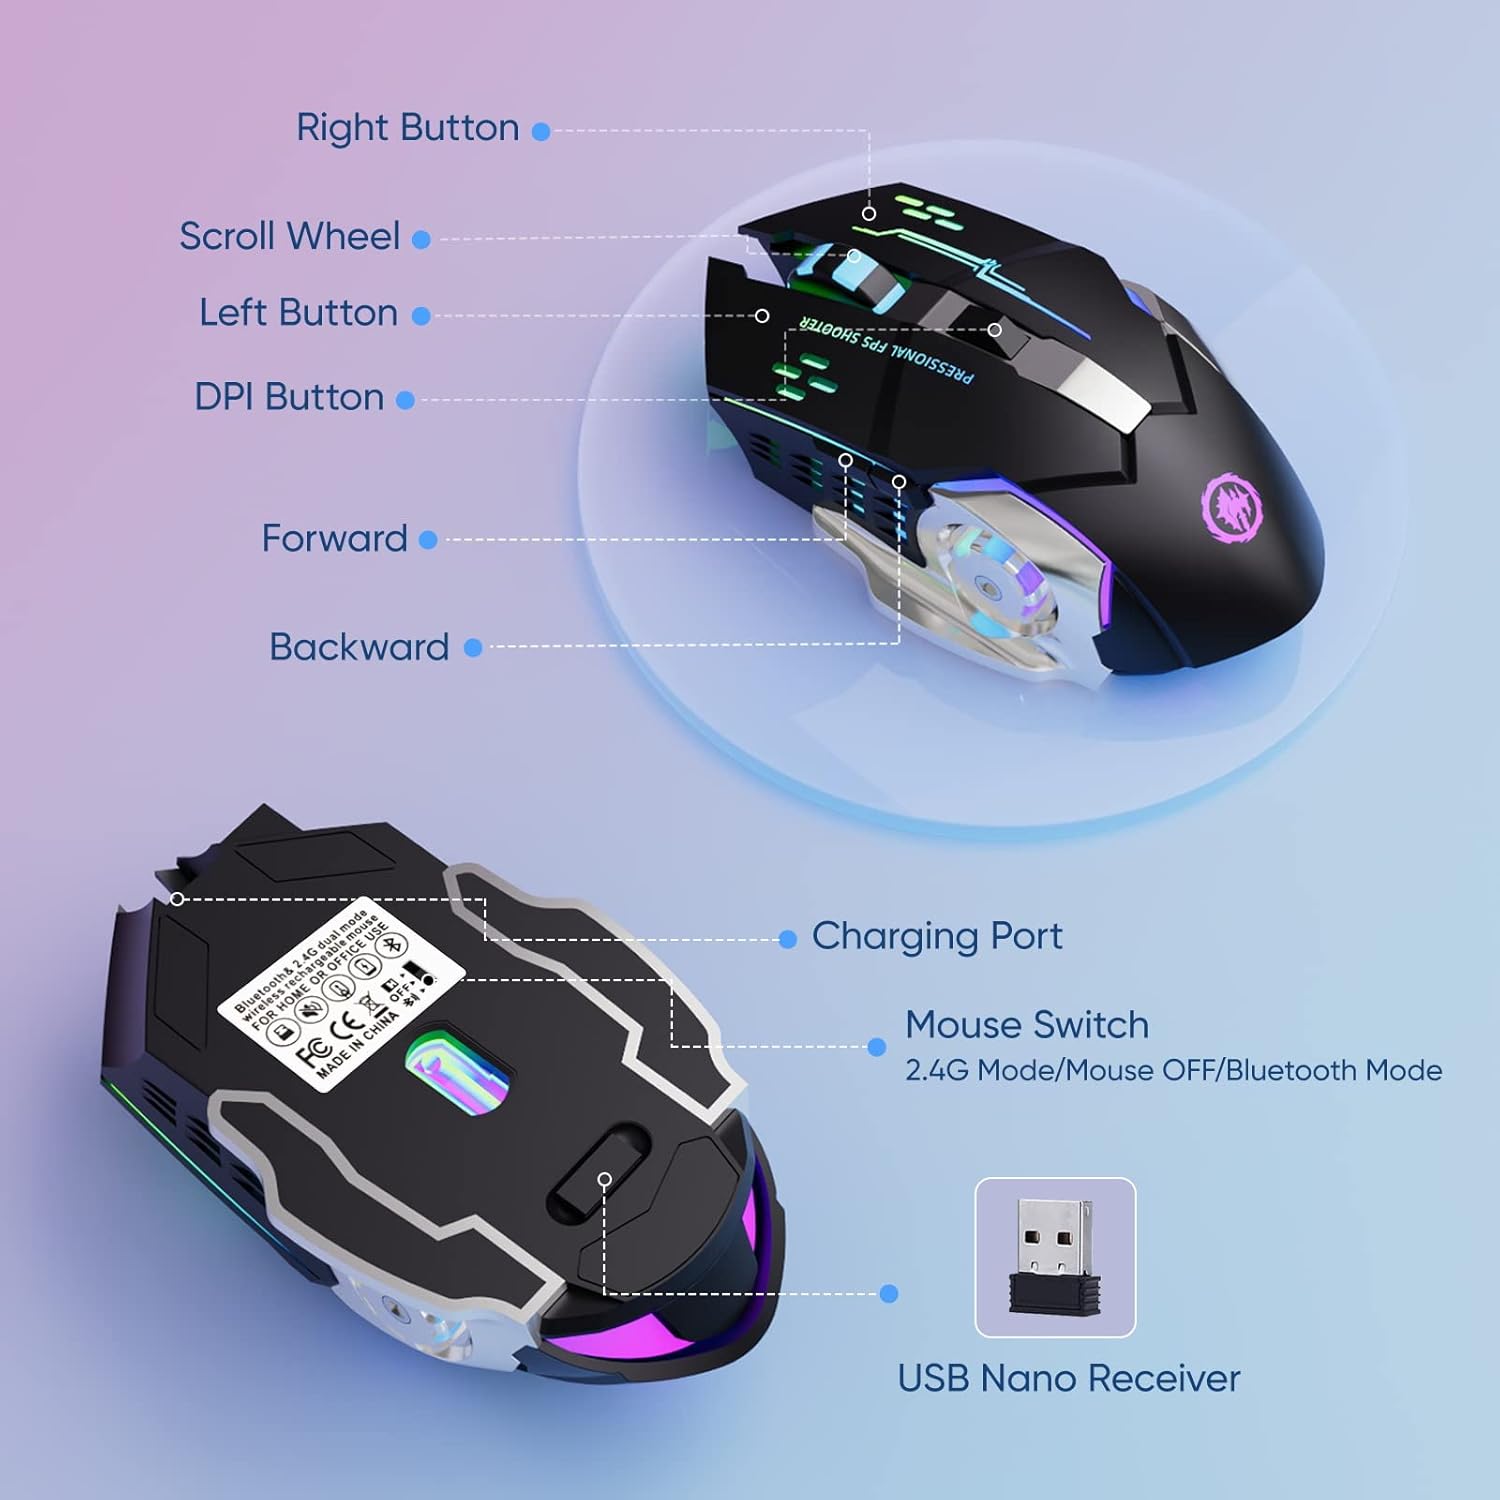 Right Button
Scroll Wheel
Left Button
DPI Button
Forward
Backward
PRESSIONAL FPS SHOOTER
Charging Port
Mouse Switch
2.4G Mode/Mouse OFF/Bluetooth Mode
USB Nano Receiver
Bluetooth& 2.4G dual mode
wireless rechargeable mouse
FOR HOME OR OFFICE USE
OFF
FC CE
MADE IN CHINA